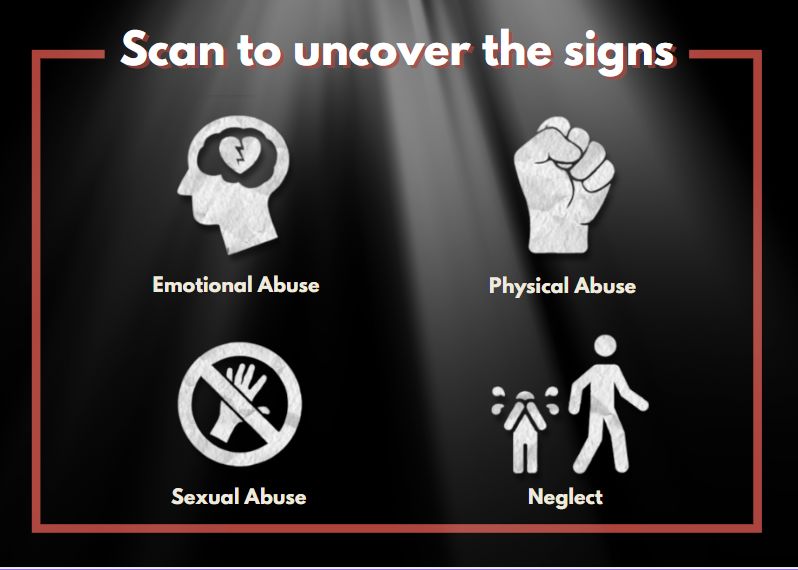 Scan to uncover the signs
Emotional Abuse
Physical Abuse
Sexual Abuse
Neglect